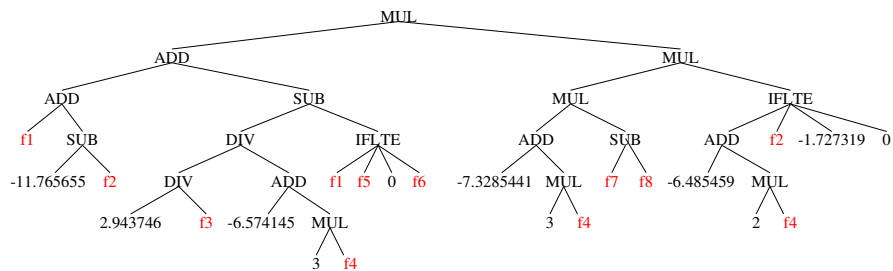 MUL
ADD MUL
ADD SUB MUL IFLTE
f1 SUB DIV IFLTE ADD SUB ADD f2 -1.727319 0
-11.765655 f2 DIV ADD f1 f5 0 f6 -7.3285441 MUL f7 f8 -6.485459 MUL
2.943746 f3 -6.574145 MUL 3 f4 2 f4
3 f4